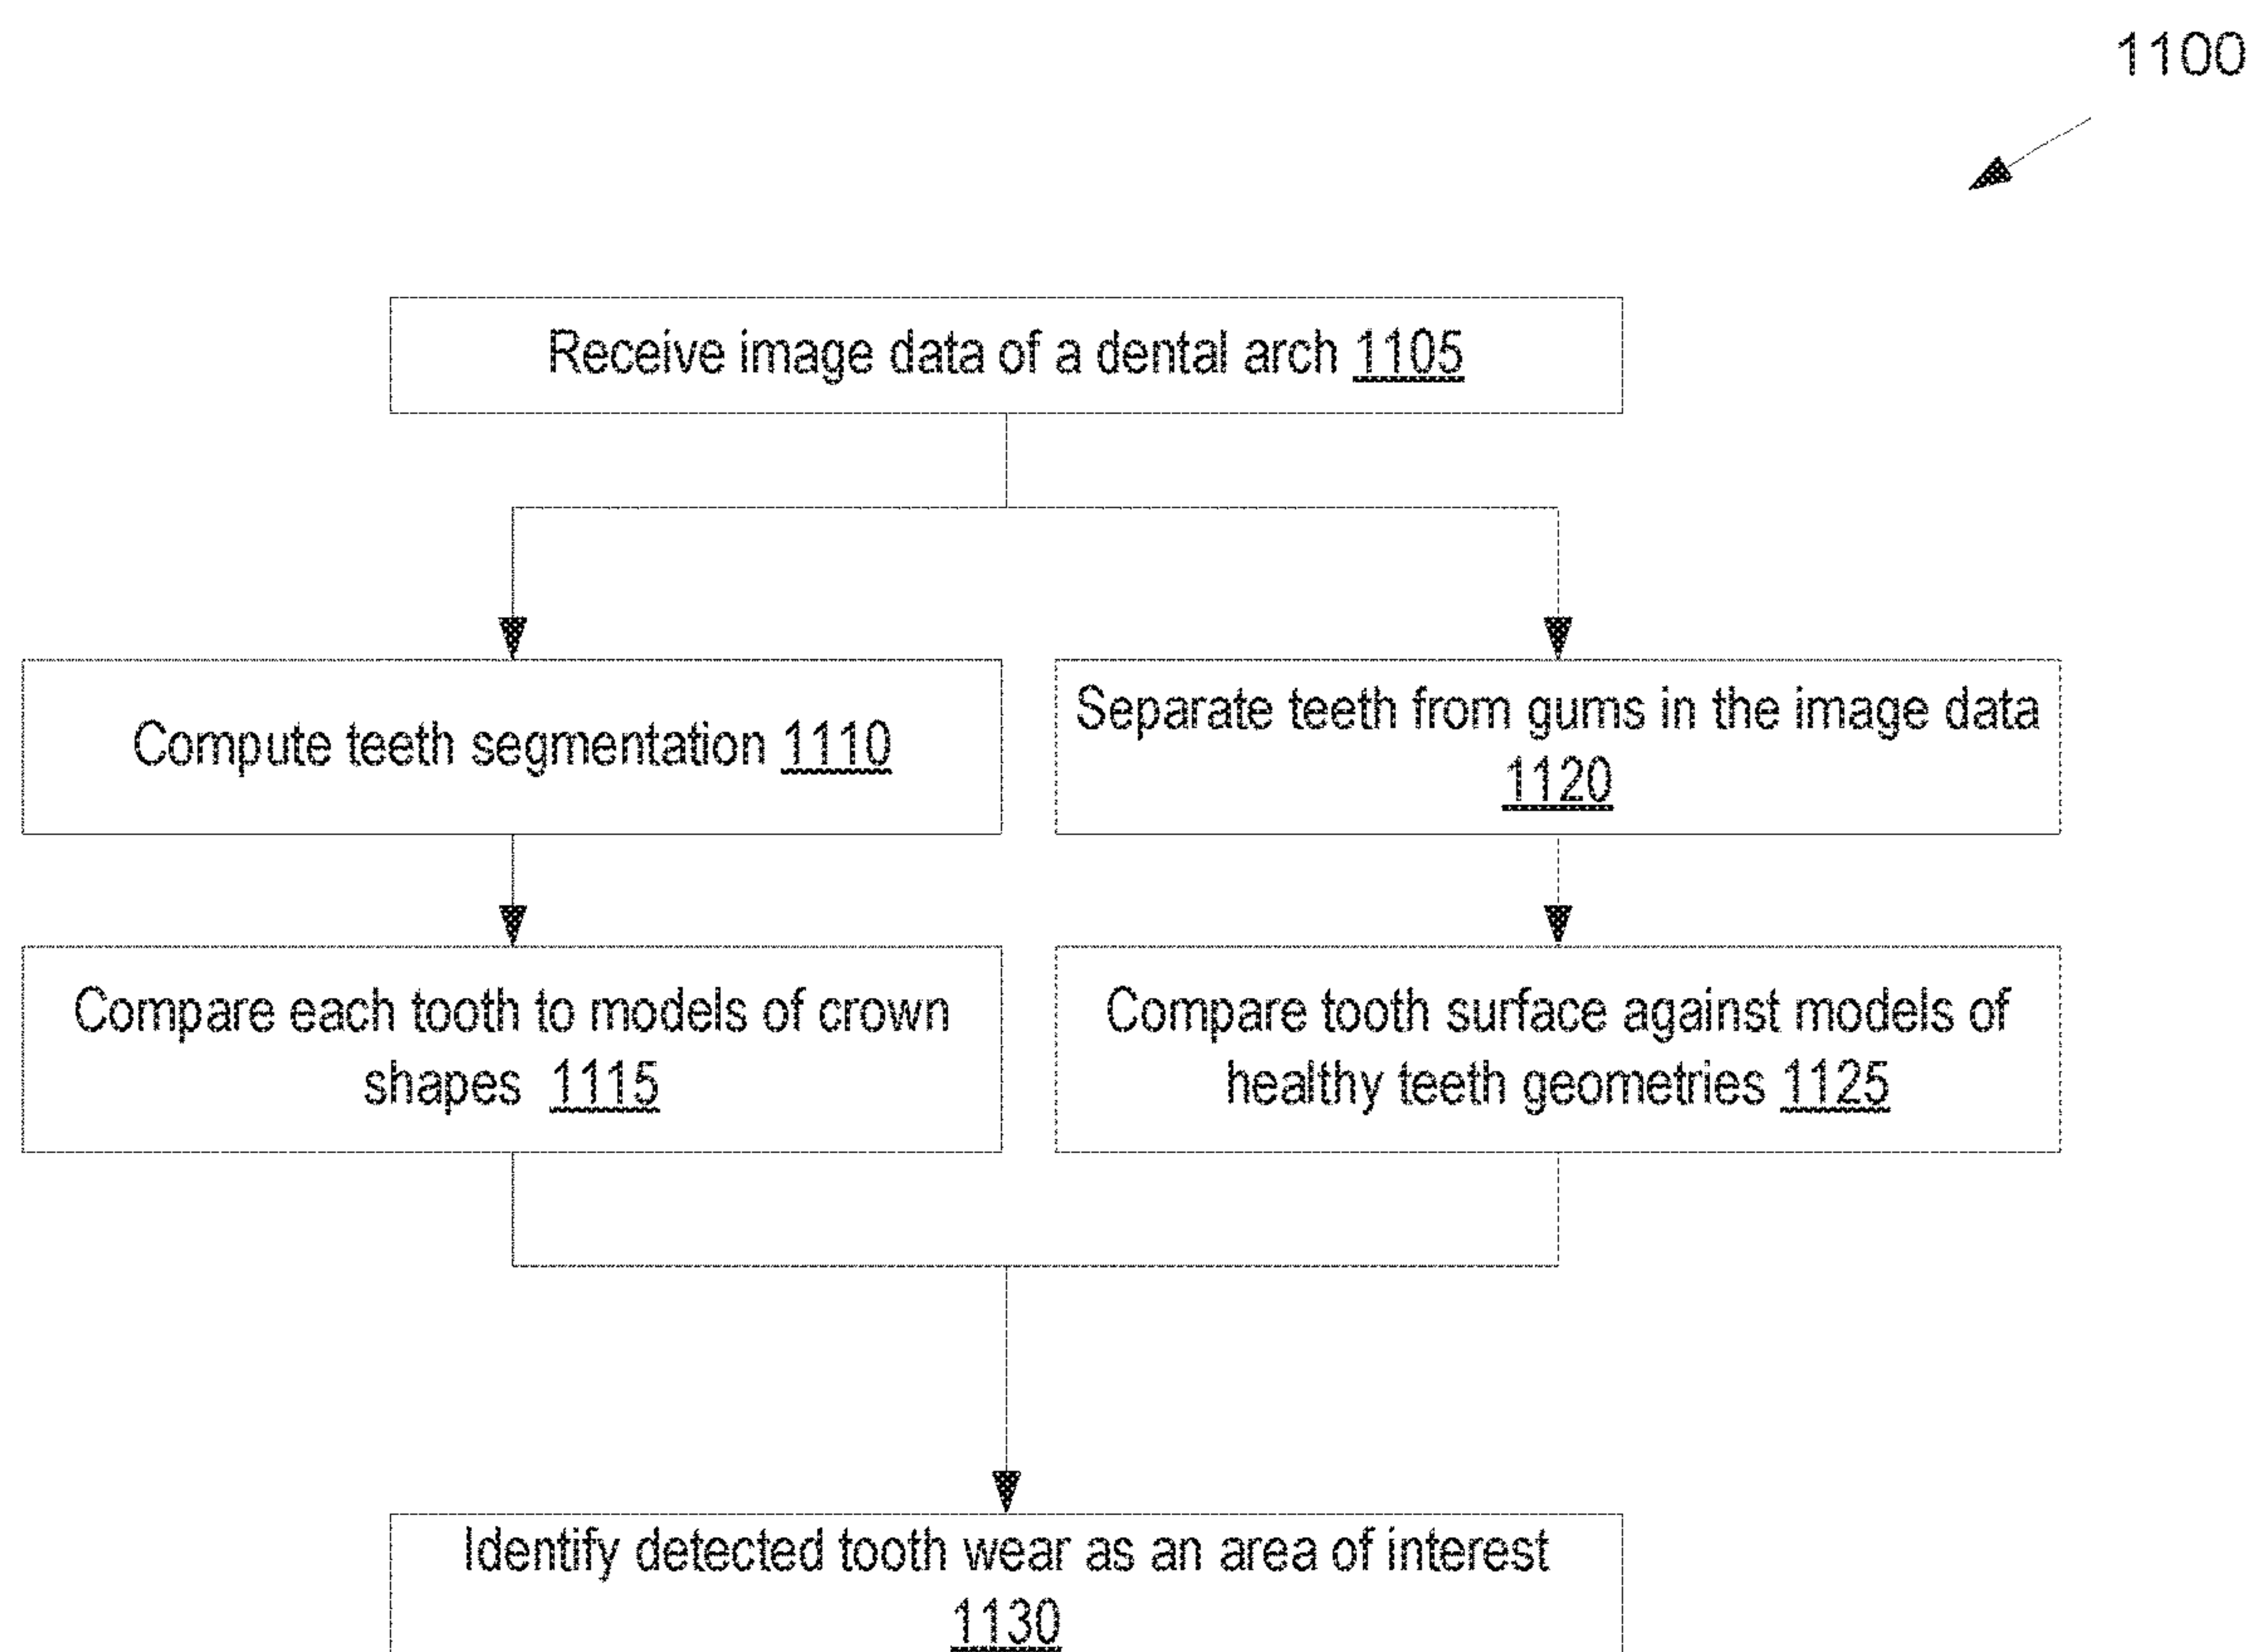 1100
Receive image data of a dental arch 1105
Compute teeth segmentation 1110
Separate teeth from gums in the image data
1120
Compare each tooth to models of crown
shapes 1115
Compare tooth surface against models of
healthy teeth geometries 1125
Identify detected tooth wear as an area of interest
1130